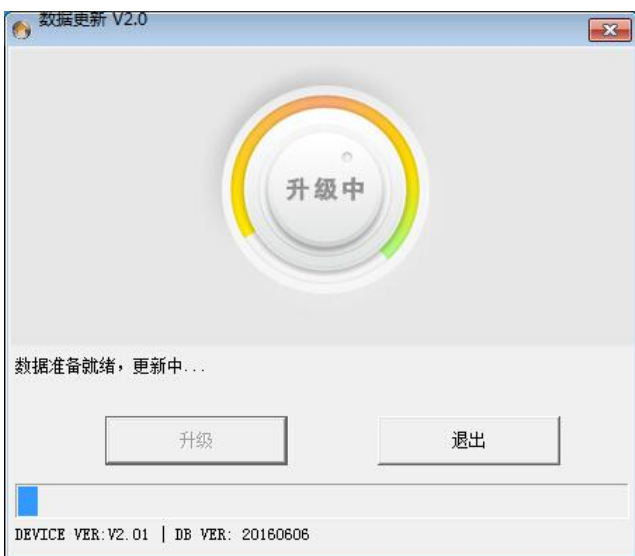 数据更新 V2.0
升级中
数据准备就绪，更新中...
升级
退出
DEVICE VER:V2.01 | DB VER: 20160606